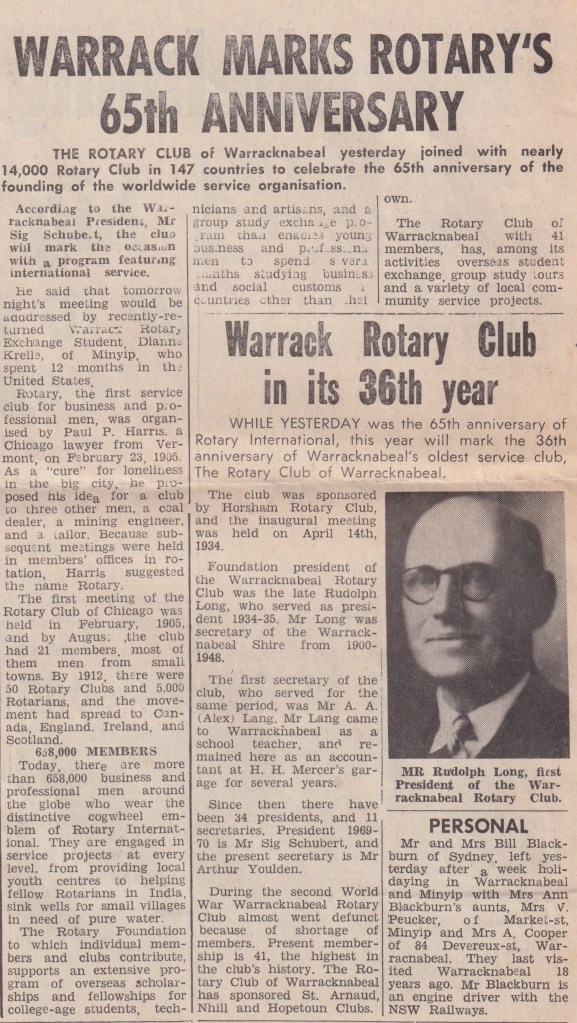 WARRACK MARKS ROTARY'S
65th ANNIVERSARY
THE ROTARY CLUB of Warracknabeal yesterday joined with nearly
14,000 Rotary Club in 147 countries to celebrate the 65th anniversary of the
founding of the worldwide service organisation.
According to the War-
racknabeal President, Mr
Sig Schubert, the club
will mark the occasion
with a program featuring
international service.
He said that tomorrow
night's meeting would be
adddressed by recently-re-
turned Warrack Rotary
Exchange Student, Dianne
Krelle, of Minyip, who
spent 12 months in the
United States.
Rotary, the first service
club for business and pro-
fessional men, was organ-
ised by Paul P. Harris, a
Chicago lawyer from Ver-
mont, on February 23, 1905.
As a "cure" for loneliness
in the big city, he pro-
posed his idea for a club
to three other men, a coal
dealer, a mining engineer,
and a tailor. Because sub-
sequent meetings were held
in members' offices in ro-
tation, Harris suggested
the name Rotary.
The first meeting of the
Rotary Club of Chicago was
held in February, 1905,
and by August ,the club
had 21 members, most of
them men from small
towns. By 1912, there were
50 Rotary Clubs and 5,000
Rotarians, and the move-
ment had spread to Can-
ada, England, Ireland, and
Scotland.
658,000 MEMBERS
Today, there are more
than 658,000 business and
professional men around
the globe who wear the
distinctive cogwheel em-
blem of Rotary Internat-
ional. They are engaged in
service projects at every
level, from providing local
youth centres to helping
fellow Rotarians in India,
sink wells for small villages
in need of pure water.
The Rotary Foundation
to which individual mem-
bers and clubs contribute,
supports an extensive pro-
gram of overseas scholar-
ships and fellowships for
college-age students, tech-
nicians and artisans, and a
group study exchange pro-
gram than enables young
business and professional
men to spend several
months studying business
and social customs
countries other than their
own.
The Rotary Club of
Warracknabeal with 41
members, has, among its
activities overseas student
exchange, group study tours
and a variety of local com-
munity service projects.
Warrack Rotary Club
in its 36th year
WHILE YESTERDAY was the 65th anniversary of
Rotary International, this year will mark the 36th
anniversary of Warracknabeal's oldest service club,
The Rotary Club of Warracknabeal.
The club was sponsored
by Horsham Rotary Club,
and the inaugural meeting
was held on April 14th,
1934.
Foundation president of
the Warracknabeal Rotary
Club was the late Rudolph
Long, who served as presi-
dent 1934-35. Mr Long was
secretary of the Warrack-
nabeal Shire from 1900-
1948.
The first secretary of the
club, who served for the
same period, was Mr A. A.
(Alex) Lang. Mr Lang came
to Warracknabeal as a
school teacher, and re-
mained here as an accoun-
tant at H. H. Mercer's gar-
age for several years.
Since then there have
been 34 presidents, and 11
secretaries. President 1969-
70 is Mr Sig Schubert, and
the present secretary is Mr
Arthur Youlden.
During the second World
War Warracknabeal Rotary
Club almost went defunct
because of shortage of
members. Present member-
ship is 41, the highest in
the club's history. The Ro-
tary Club of Warracknabeal
has sponsored St. Arnaud,
Nhill and Hopetoun Clubs.
MR Rudolph Long, first
President of the War-
racknabeal Rotary Club.
PERSONAL
Mr and Mrs Bill Black-
burn of Sydney, left yes-
terday after a week holi-
daying in Warracknabeal
and Minyip with Mrs Ann
Blackburn's aunts, Mrs V.
Peucker, of Market-st,
Minyip and Mrs A. Cooper
of 84 Devereux-st, War-
racnabeal. They last vis-
ited Warracknabeal 18
years ago. Mr Blackburn is
an engine driver with the
NSW Railways.